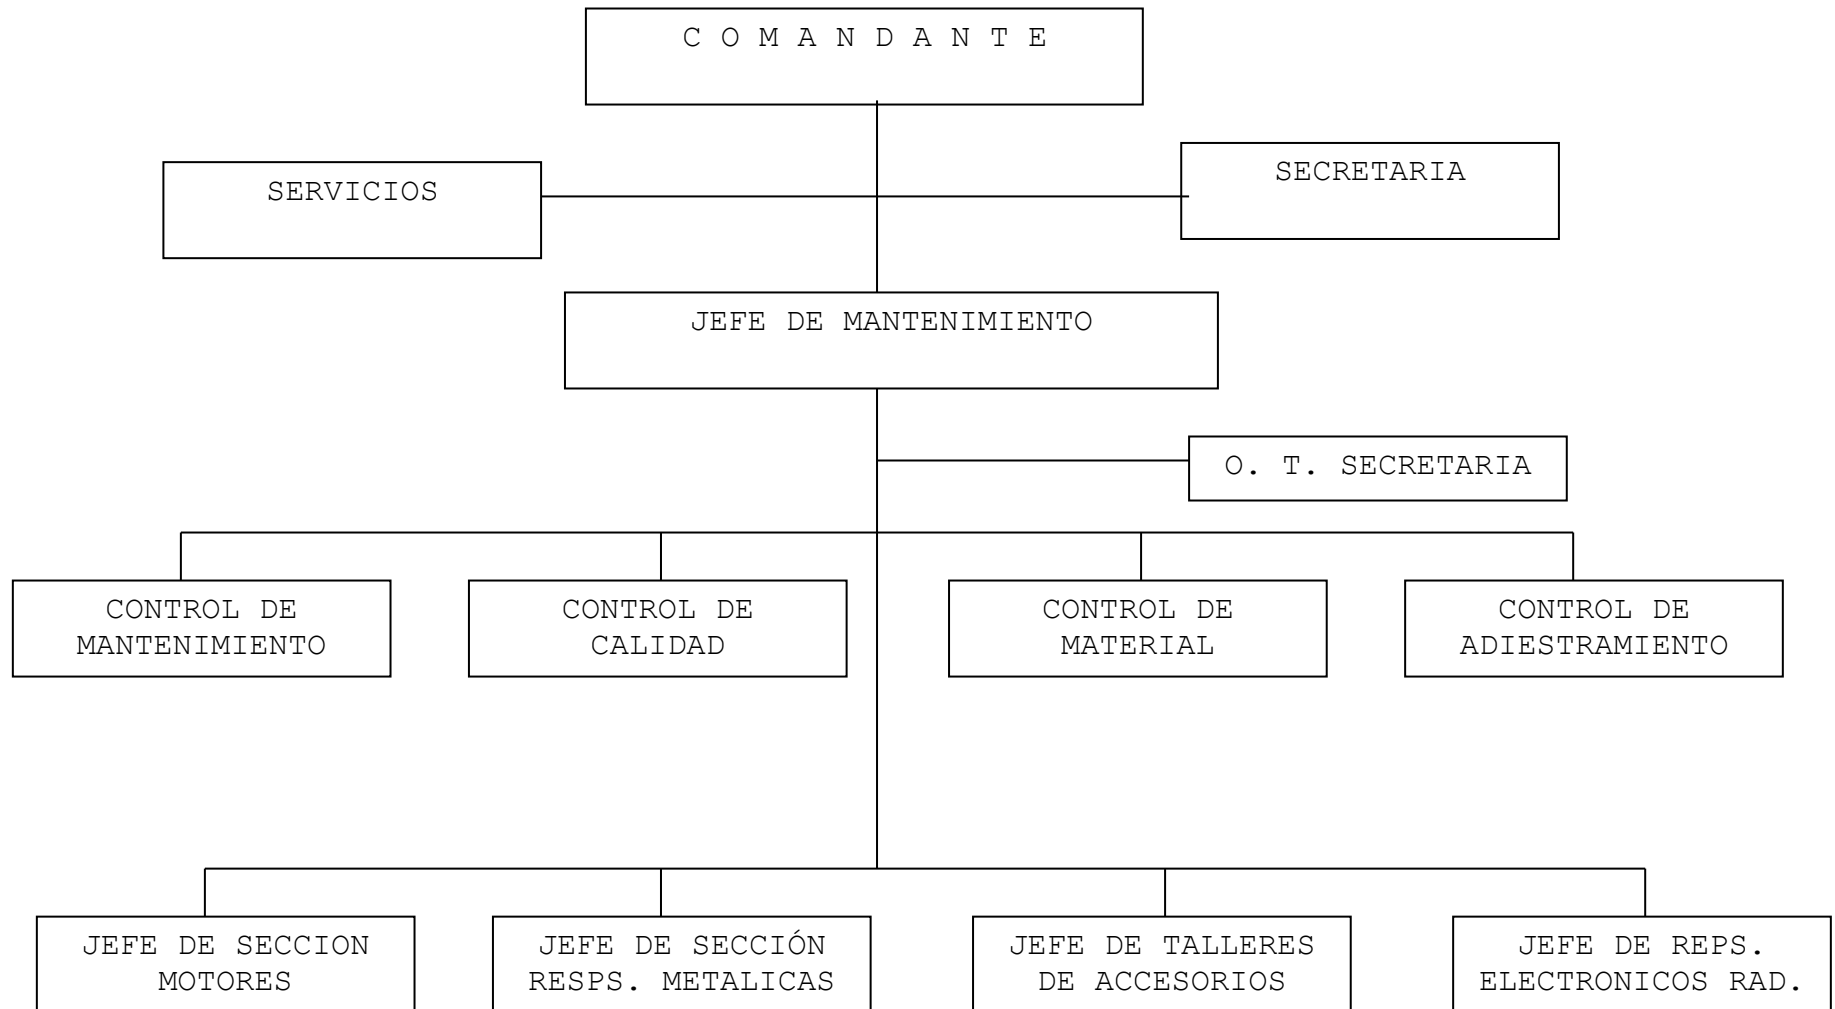 C O M A N D A N T E
SERVICIOS
SECRETARIA
JEFE DE MANTENIMIENTO
O. T. SECRETARIA
CONTROL DE
MANTENIMIENTO
CONTROL DE
CALIDAD
CONTROL DE
MATERIAL
CONTROL DE
ADIESTRAMIENTO
JEFE DE SECCION
MOTORES
JEFE DE SECCIÓN
RESPS. METALICAS
JEFE DE TALLERES
DE ACCESORIOS
JEFE DE REPS.
ELECTRONICOS RAD.